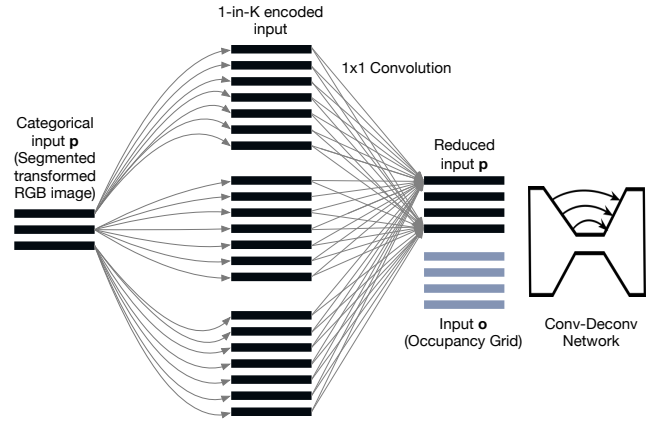 1-in-K encoded
input
1x1 Convolution
Categorical
input p
(Segmented
transformed
RGB image)
Reduced
input p
Input o
(Occupancy Grid)
Conv-Deconv
Network